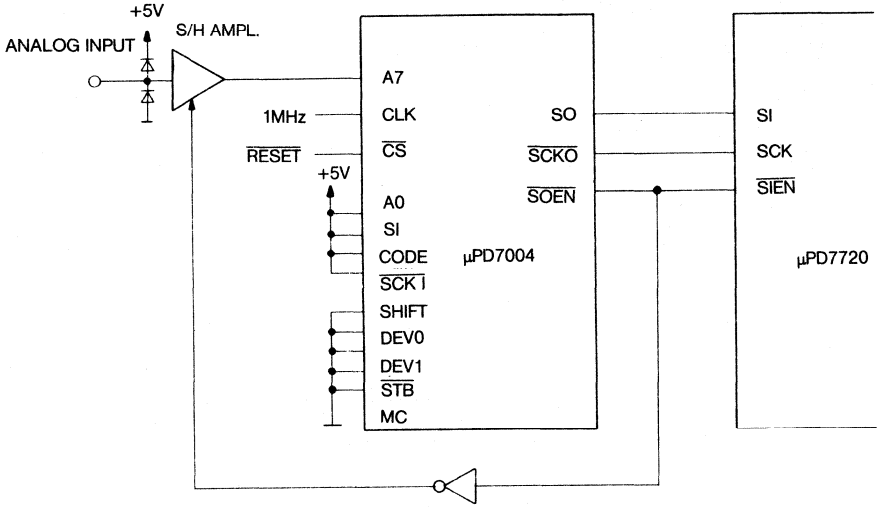 +5V
S/H AMPL.
ANALOG INPUT
A7
1MHz
CLK
RESET
CS
+5V
A0
SI
CODE
SCK I
SHIFT
DEV0
DEV1
STB
MC
µPD7004
SO
SCKO
SOEN
SI
SCK
SIEN
µPD7720